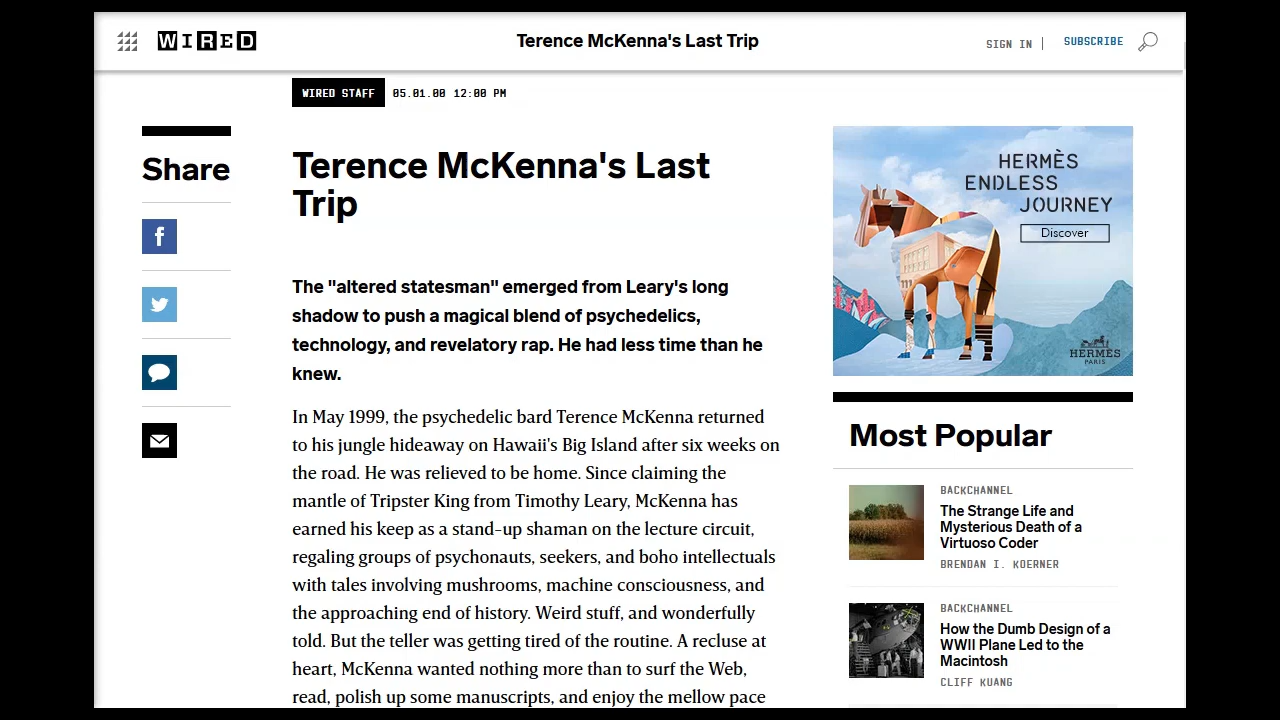 WIRED
Terence McKenna's Last Trip
SIGN IN |
SUBSCRIBE
WIRED STAFF
05.01.00 12:00 PM
Share
Terence McKenna's Last
Trip
The "altered statesman" emerged from Leary's long
shadow to push a magical blend of psychedelics,
technology, and revelatory rap. He had less time than he
knew.
In May 1999, the psychedelic bard Terence McKenna returned
to his jungle hideaway on Hawaii's Big Island after six weeks on
the road. He was relieved to be home. Since claiming the
mantle of Tripster King from Timothy Leary, McKenna has
earned his keep as a stand-up shaman on the lecture circuit,
regaling groups of psychonauts, seekers, and boho intellectuals
with tales involving mushrooms, machine consciousness, and
the approaching end of history. Weird stuff, and wonderfully
told. But the teller was getting tired of the routine. A recluse at
heart, McKenna wanted nothing more than to surf the Web,
read, polish up some manuscripts, and enjoy the mellow pace
HERMÈS
ENDLESS
JOURNEY
Discover
HERMÈS
PARIS
Most Popular
BACKCHANNEL
The Strange Life and
Mysterious Death of a
Virtuoso Coder
BRENDAN I. KOERNER
BACKCHANNEL
How the Dumb Design of a
WWII Plane Led to the
Macintosh
CLIFF KUANG